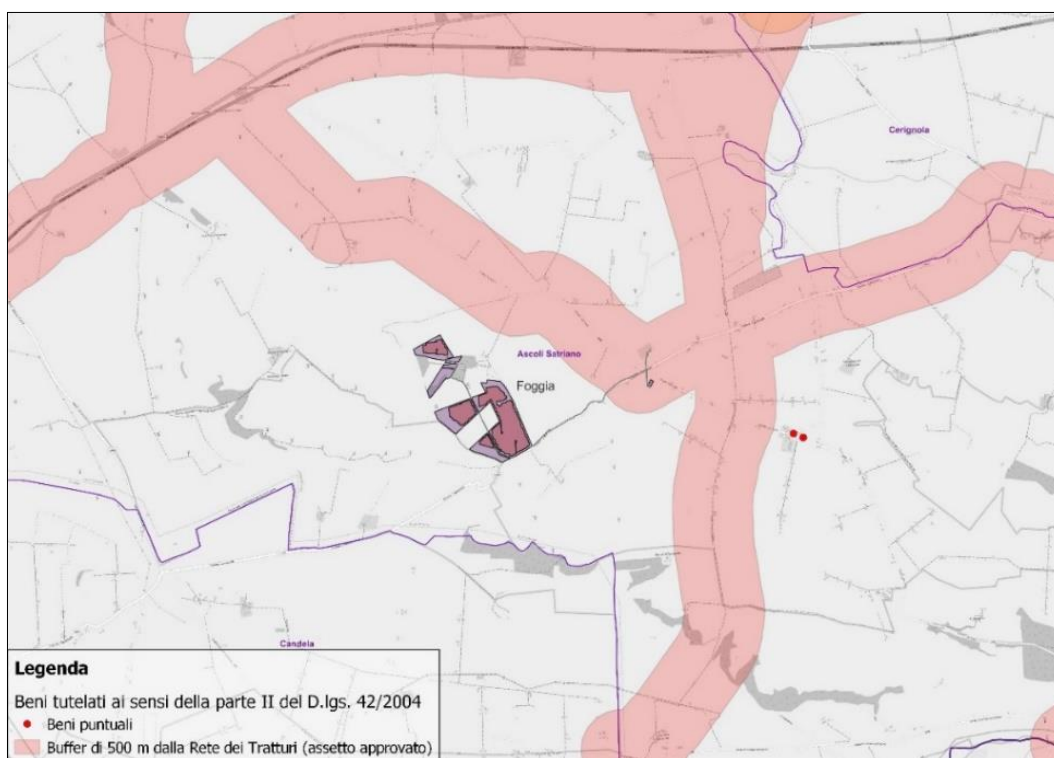 Cerignola
Ascoli Satriano
Foggia
Candela
Legenda
Beni tutelati ai sensi della parte II del D.lgs. 42/2004
Beni puntuali
Buffer di 500 m dalla Rete dei Tratturi (assetto approvato)